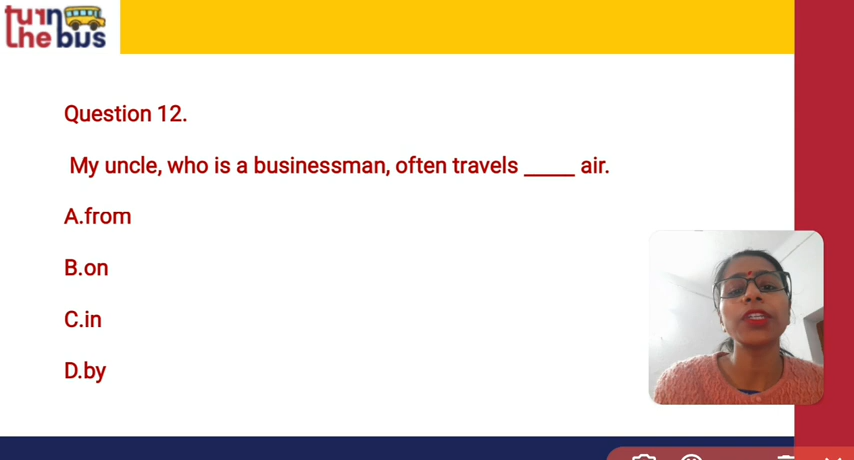 turn
the bus
Question 12.
My uncle, who is a businessman, often travels _____ air.
A.from
B.on
C.in
D.by